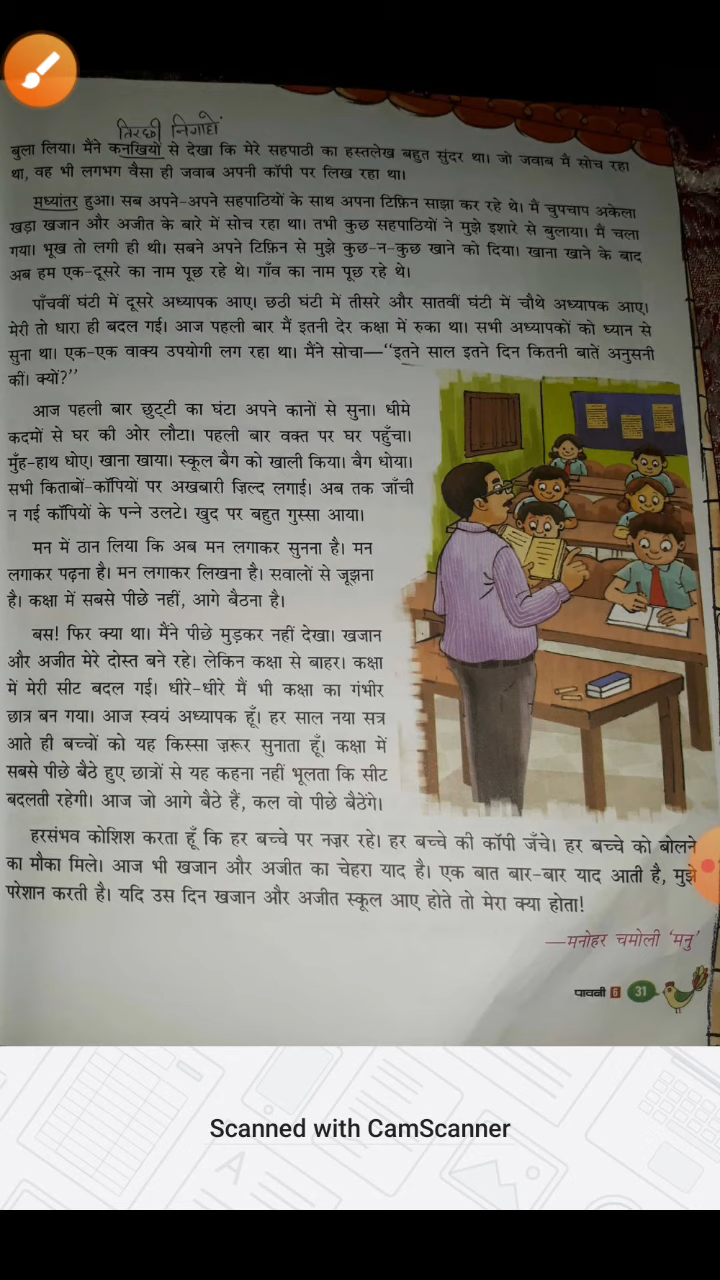 तिरछी निगाहों
बुला लिया। मैंने कनखियों से देखा कि मेरे सहपाठी का हस्तलेख बहुत सुंदर था। जो जवाब मैं सोच रहा
था, वह भी लगभग वैसा ही जवाब अपनी कॉपी पर लिख रहा था।
मध्यांतर हुआ। सब अपने-अपने सहपाठियों के साथ अपना टिफ़िन साझा कर रहे थे। मैं चुपचाप अकेला
खड़ा खजान और अजीत के बारे में सोच रहा था। तभी कुछ सहपाठियों ने मुझे इशारे से बुलाया। मैं चला
गया। भूख तो लगी ही थी। सबने अपने टिफ़िन से मुझे कुछ-न-कुछ खाने को दिया। खाना खाने के बाद
अब हम एक-दूसरे का नाम पूछ रहे थे। गाँव का नाम पूछ रहे थे।
पाँचवीं घंटी में दूसरे अध्यापक आए। छठी घंटी में तीसरे और सातवीं घंटी में चौथे अध्यापक आए।
मेरी तो धारा ही बदल गई। आज पहली बार मैं इतनी देर कक्षा में रुका था। सभी अध्यापकों को ध्यान से
सुना था। एक-एक वाक्य उपयोगी लग रहा था। मैंने सोचा—“इतने साल इतने दिन कितनी बातें अनुसनी
कीं। क्यों?”
आज पहली बार छुट्टी का घंटा अपने कानों से सुना। धीमे
कदमों से घर की ओर लौटा। पहली बार वक्त पर घर पहुँचा।
मुँह-हाथ धोए। खाना खाया। स्कूल बैग को खाली किया। बैग धोया।
सभी किताबों-कॉपियों पर अखबारी ज़िल्द लगाई। अब तक जाँची
न गई कॉपियों के पन्ने उलटे। खुद पर बहुत गुस्सा आया।
मन में ठान लिया कि अब मन लगाकर सुनना है। मन
लगाकर पढ़ना है। मन लगाकर लिखना है। सवालों से जूझना
है। कक्षा में सबसे पीछे नहीं, आगे बैठना है।
बस! फिर क्या था। मैंने पीछे मुड़कर नहीं देखा। खजान
और अजीत मेरे दोस्त बने रहे। लेकिन कक्षा से बाहर। कक्षा
में मेरी सीट बदल गई। धीरे-धीरे मैं भी कक्षा का गंभीर
छात्र बन गया। आज स्वयं अध्यापक हूँ। हर साल नया सत्र
आते ही बच्चों को यह किस्सा ज़रूर सुनाता हूँ। कक्षा में
सबसे पीछे बैठे हुए छात्रों से यह कहना नहीं भूलता कि सीट
बदलती रहेगी। आज जो आगे बैठे हैं, कल वो पीछे बैठेंगे।
हरसंभव कोशिश करता हूँ कि हर बच्चे पर नज़र रहे। हर बच्चे की कॉपी जँचे। हर बच्चे को बोलने
का मौका मिले। आज भी खजान और अजीत का चेहरा याद है। एक बात बार-बार याद आती है, मुझे
परेशान करती है। यदि उस दिन खजान और अजीत स्कूल आए होते तो मेरा क्या होता!
—मनोहर चमोली ‘मनु’
पावनी 6 31
Scanned with CamScanner